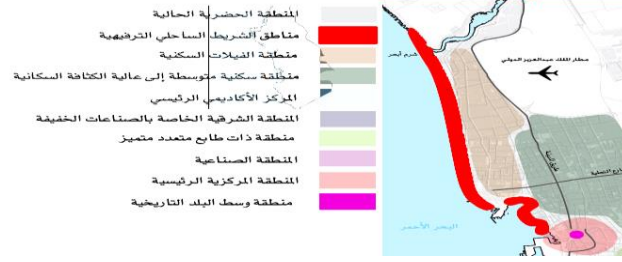 المنطقة الحضرية الحالية
مناطق الشريط الساحلي الترفيهية
منطقة الفيلات السكنية
منطقة سكنية متوسطة إلى عالية الكثافة السكانية
المركز الأكاديمي الرئيسي
المنطقة الشرقية الخاصة بالصناعات الخفيفة
منطقة ذات طابع متعدد متميز
المنطقة الصناعية
المنطقة المركزية الرئيسية
منطقة وسط البلد التاريخية
شرم أبحر
مطار الملك عبدالعزيز الدولي
البحر الأحمر